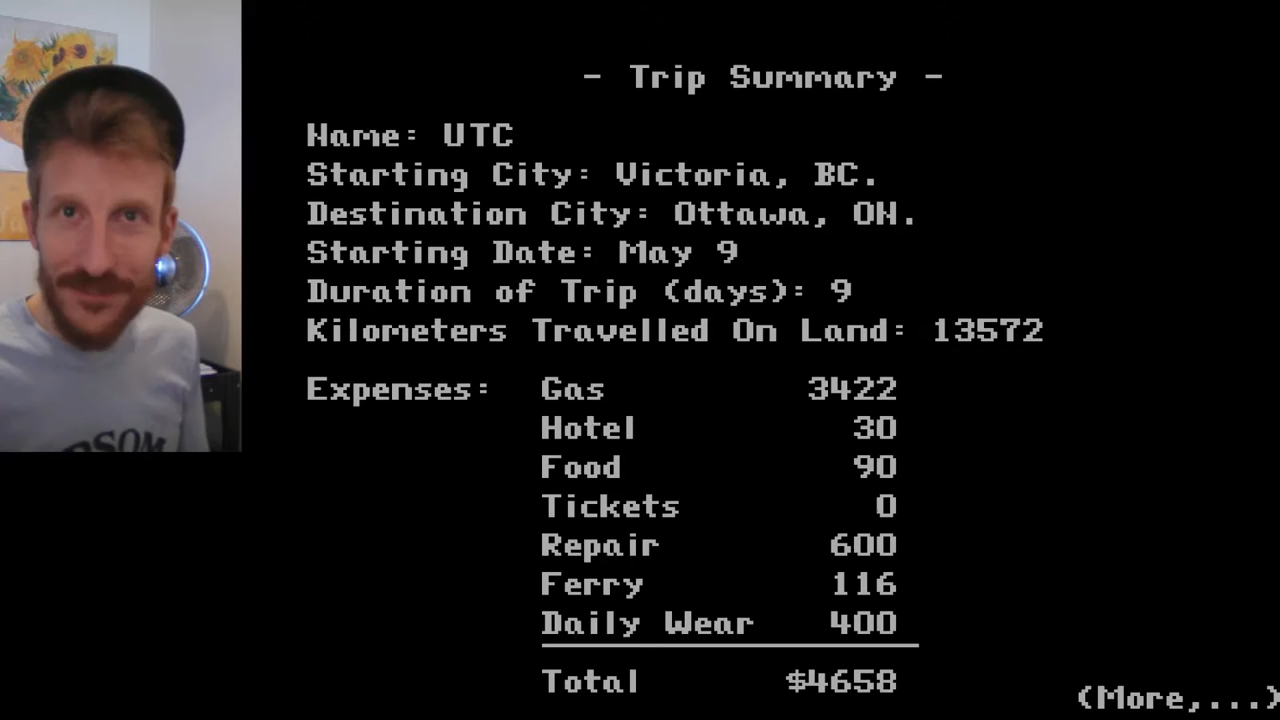 - Trip Summary -
Name: UTC
Starting City: Victoria, BC.
Destination City: Ottawa, ON.
Starting Date: May 9
Duration of Trip (days): 9
Kilometers Travelled On Land: 13572
Expenses: Gas 3422
Hotel 30
Food 90
Tickets 0
Repair 600
Ferry 116
Daily Wear 400
Total $4658
(More,...)